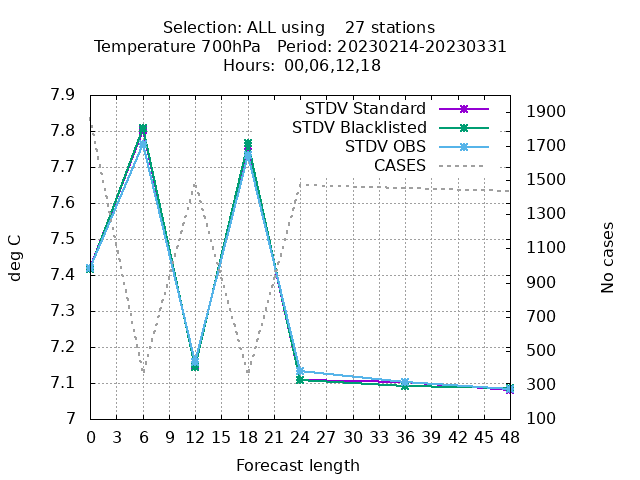 Selection: ALL using    27 stations
Temperature 700hPa   Period: 20230214-20230331
Hours: 00,06,12,18
STDV Standard
STDV Blacklisted
STDV OBS
CASES
deg C
7.9
7.8
7.7
7.6
7.5
7.4
7.3
7.2
7.1
7
No cases
1900
1700
1500
1300
1100
900
700
500
300
100
0 3 6 9 12 15 18 21 24 27 30 33 36 39 42 45 48
Forecast length